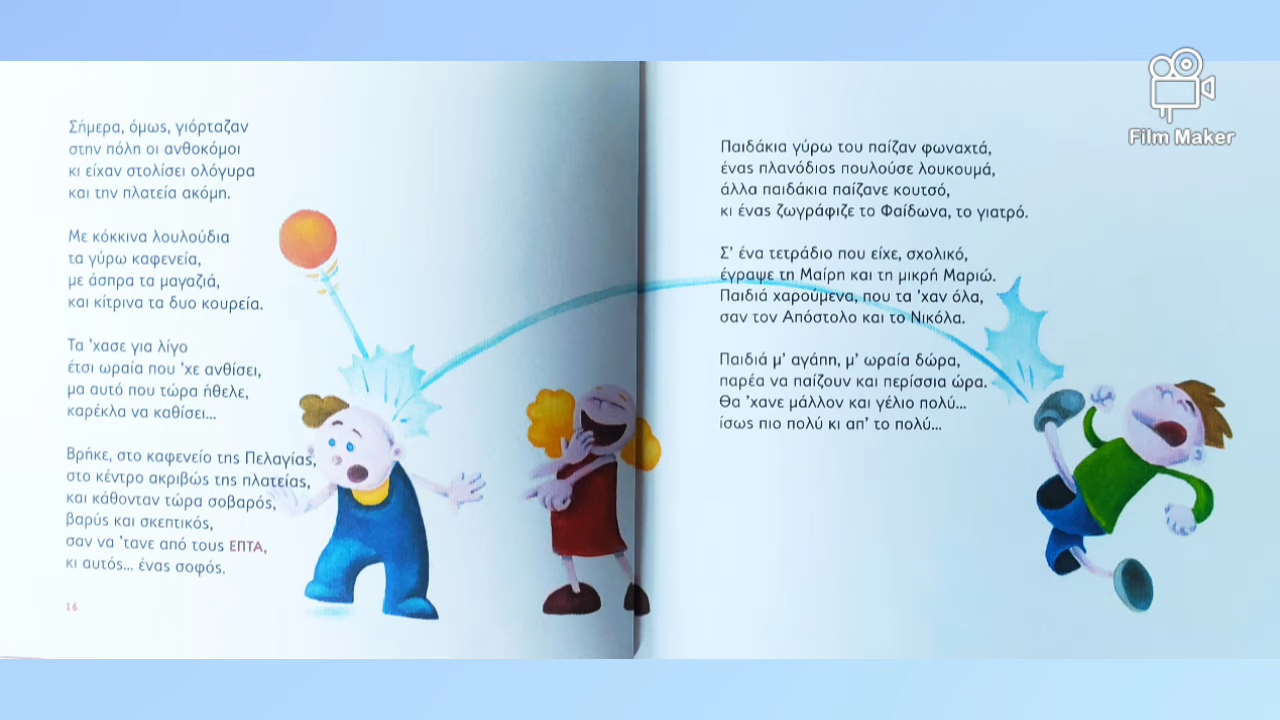 Σήμερα, όμως, γιόρταζαν
στην πόλη οι ανθοκόμοι
κι είχαν στολίσει ολόγυρα
και την πλατεία ακόμη.
Με κόκκινα λουλούδια
τα γύρω καφενεία,
με άσπρα τα μαγαζιά,
και κίτρινα τα δυο κουρεία.
Τα 'χασε για λίγο
έτσι ωραία που 'χε ανθίσει,
μα αυτό που τώρα ήθελε,
καρέκλα να καθίσει...
Βρήκε, στο καφενείο της Πελαγίας,
στο κέντρο ακριβώς της πλατείας,
και κάθονταν τώρα σοβαρός,
βαρύς και σκεπτικός,
σαν να 'τανε από τους ΕΠΤΑ,
κι αυτός... ένας σοφός.
16
Παιδάκια γύρω του παίζαν φωναχτά,
ένας πλανόδιος πουλούσε λουκουμά,
άλλα παιδάκια παίζανε κουτσό,
κι ένας ζωγράφιζε το Φαίδωνα, το γιατρό.
Σ' ένα τετράδιο που είχε, σχολικό,
έγραψε τη Μαίρη και τη μικρή Μαριώ.
Παιδιά χαρούμενα, που τα 'χαν όλα,
σαν τον Απόστολο και το Νικόλα.
Παιδιά μ' αγάπη, μ' ωραία δώρα,
παρέα να παίζουν και περίσσια ώρα.
Θα 'χανε μάλλον και γέλιο πολύ...
ίσως πιο πολύ κι απ' το πολύ...
Film Maker